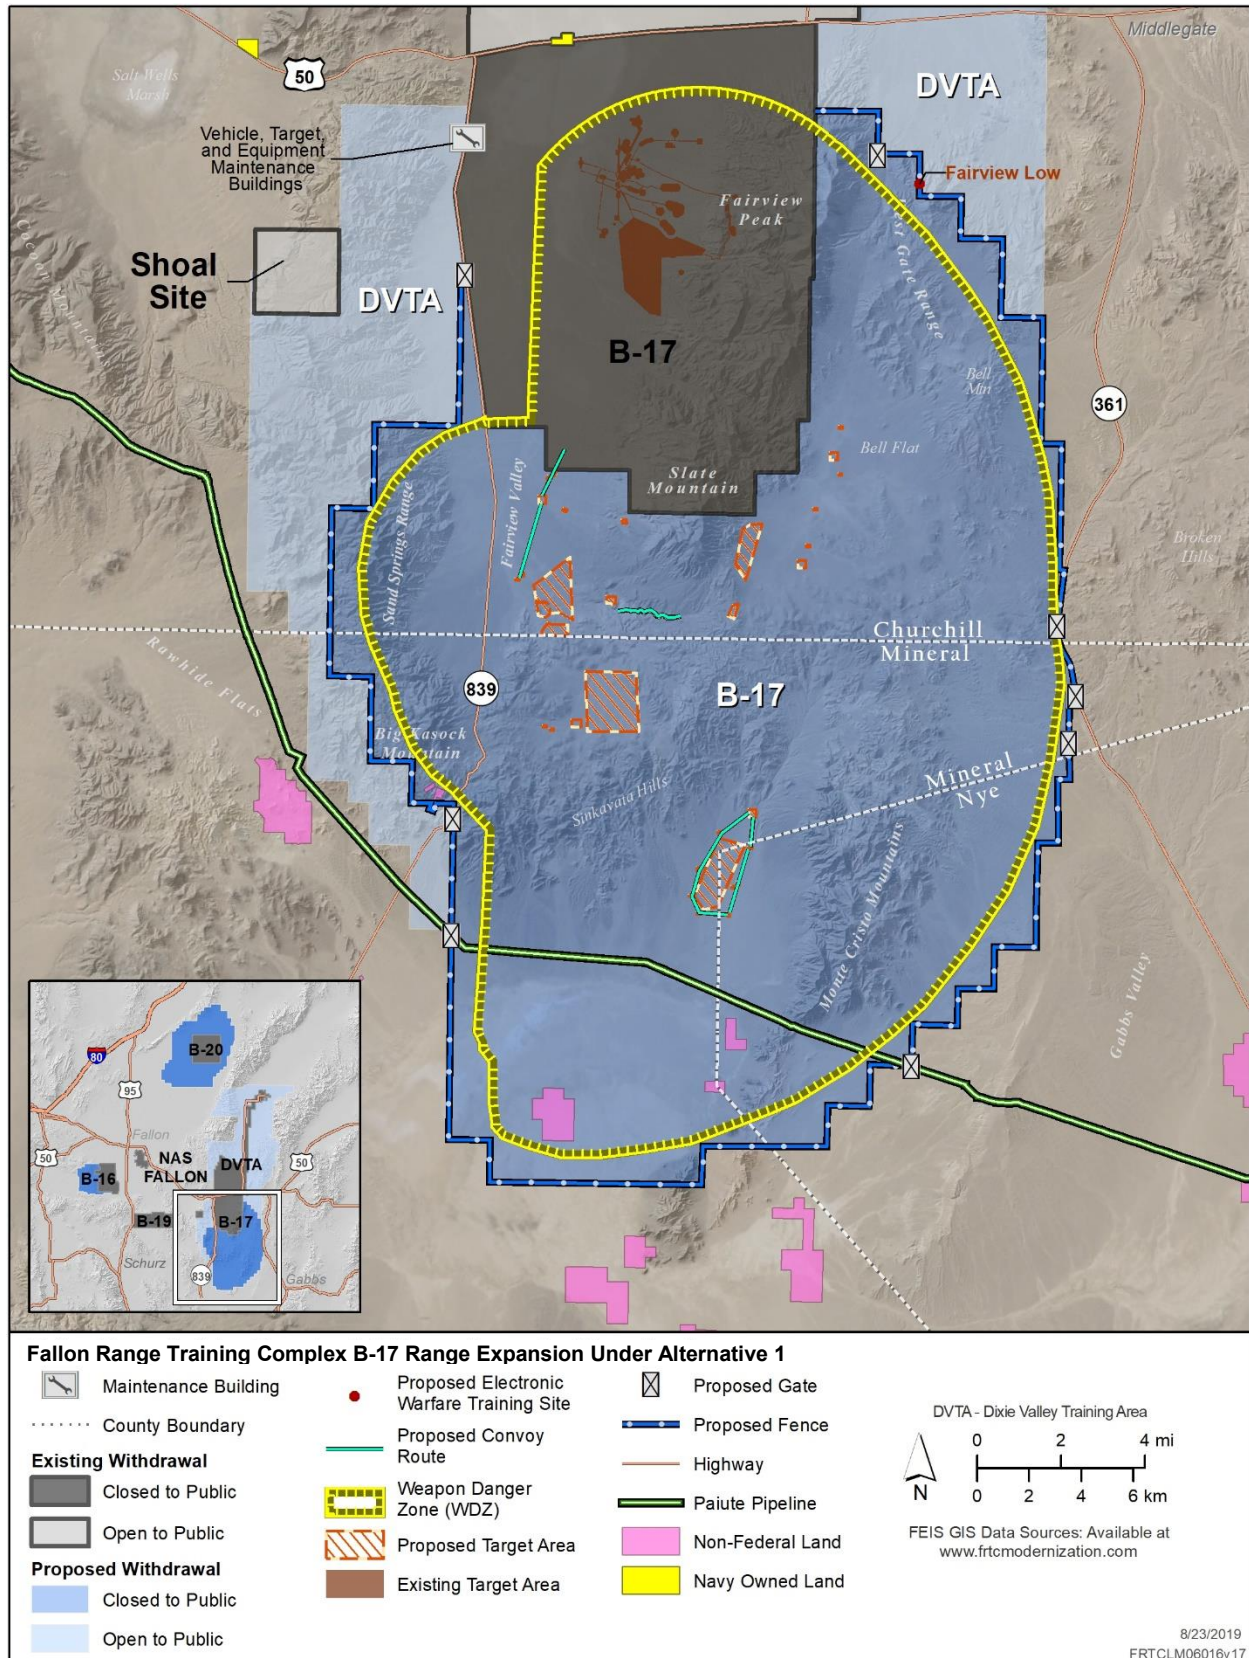 Middlegate
Salt Wells
Marsh
50
DVTA
Vehicle, Target,
and Equipment
Maintenance
Buildings
Fairview Low
Fairview
Peak
West Gate Range
Cocoon Mountains
Shoal
Site
DVTA
B-17
Bell
Mtn
361
Bell Flat
Slate
Mountain
Fairview Valley
Sand Springs Range
Broken
Hills
Churchill
Mineral
Rawhide Flats
839
B-17
Big Kasock
Mountain
Mineral
Nye
Sinkavata Hills
Monte Cristo Mountains
Gabbs Valley
B-20
80
95
Fallon
50
NAS
FALLON
DVTA
50
B-16
B-19
B-17
Schurz
839
Gabbs
Fallon Range Training Complex B-17 Range Expansion Under Alternative 1
Maintenance Building
County Boundary
Existing Withdrawal
Closed to Public
Open to Public
Proposed Withdrawal
Closed to Public
Open to Public
Proposed Electronic
Warfare Training Site
Proposed Convoy
Route
Weapon Danger
Zone (WDZ)
Proposed Target Area
Existing Target Area
Proposed Gate
Proposed Fence
Highway
Paiute Pipeline
Non-Federal Land
Navy Owned Land
DVTA - Dixie Valley Training Area
N
0 2 4 mi
0 2 4 6 km
FEIS GIS Data Sources: Available at
www.frtcmodernization.com
8/23/2019
FRTCLM06016v17